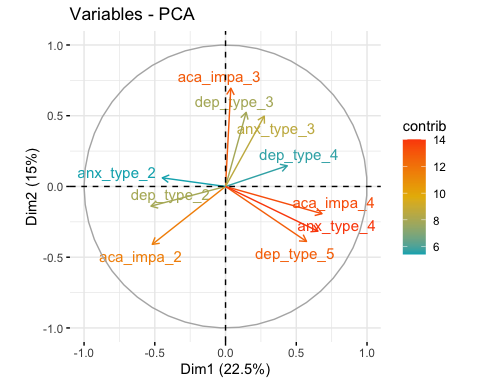 Variables - PCA
1.0
0.5
0.0
-0.5
-1.0
Dim2 (15%)
aca_impa_3
dep_type_3
anx_type_3
dep_type_4
anx_type_2
dep_type_2
aca_impa_4
anx_type_4
aca_impa_2
dep_type_5
-1.0 -0.5 0.0 0.5 1.0
Dim1 (22.5%)
contrib
14
12
10
8
6